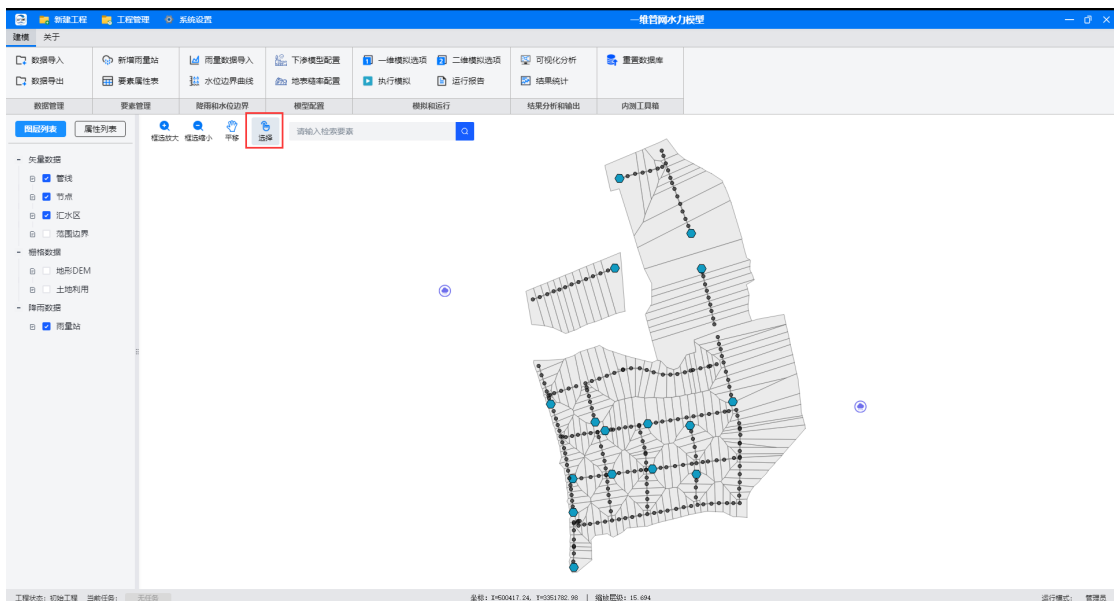 新建工程 工程管理 系统设置 一维管网水力模型
建模 关于
数据导入 新增雨量站 雨量数据导入 下渗模型配置 一维模拟选项 二维模拟选项 可视化分析 重置数据库
数据导出 要素属性表 水位边界曲线 地表糙率配置 执行模拟 运行报告 结果统计
数据管理 要素管理 降雨和水位边界 模型配置 模拟和运行 结果分析和输出 内测工具箱
图层列表 属性列表 框选放大 框选缩小 平移 选择 请输入检索要素
矢量数据
管线
节点
汇水区
范围边界
栅格数据
地形DEM
土地利用
降雨数据
雨量站
工程状态: 初始工程 当前任务: 无任务 坐标: X=500417.24, Y=3351782.98 | 缩放层级: 15.694 运行模式: 管理员